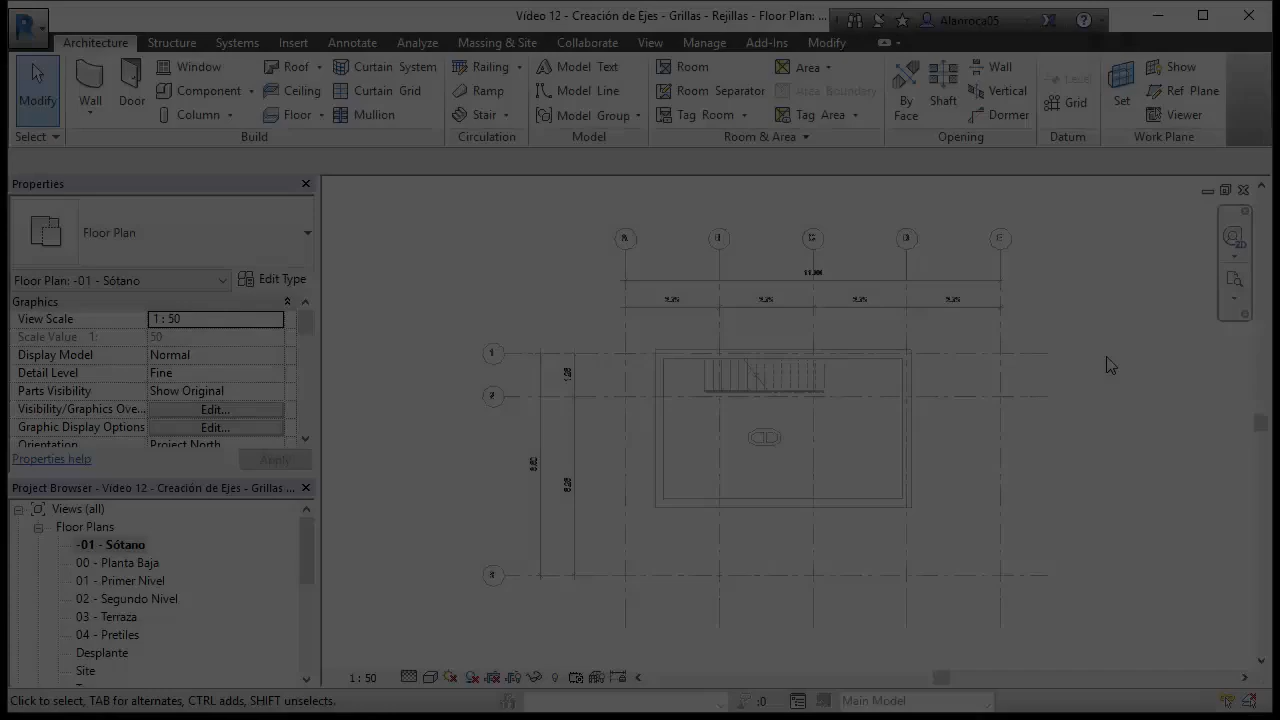 Vídeo 12 - Creación de Ejes - Grillas - Rejillas - Floor Plan: ...
Alanroca05
Architecture Structure Systems Insert Annotate Analyze Massing & Site Collaborate View Manage Add-Ins Modify
Modify
Select
Wall
Door
Window
Component
Column
Roof
Ceiling
Floor
Curtain System
Curtain Grid
Mullion
Build
Railing
Ramp
Stair
Circulation
Model Text
Model Line
Model Group
Model
Room
Room Separator
Tag Room
Area
Area Boundary
Tag Area
Room & Area
By
Face
Shaft
Wall
Vertical
Dormer
Opening
Level
Grid
Datum
Set
Show
Ref Plane
Viewer
Work Plane
Properties
Floor Plan
Floor Plan: -01 - Sótano
Edit Type
Graphics
View Scale 1 : 50
Scale Value 1: 50
Display Model Normal
Detail Level Fine
Parts Visibility Show Original
Visibility/Graphics Ove... Edit...
Graphic Display Options Edit...
Orientation Project North
Properties help
Apply
Project Browser - Vídeo 12 - Creación de Ejes - Grillas ...
Views (all)
Floor Plans
-01 - Sótano
00 - Planta Baja
01 - Primer Nivel
02 - Segundo Nivel
03 - Terraza
04 - Pretiles
Desplante
Site
A
1
2
2D
1 : 50
Click to select, TAB for alternates, CTRL adds, SHIFT unselects.
:0
Main Model